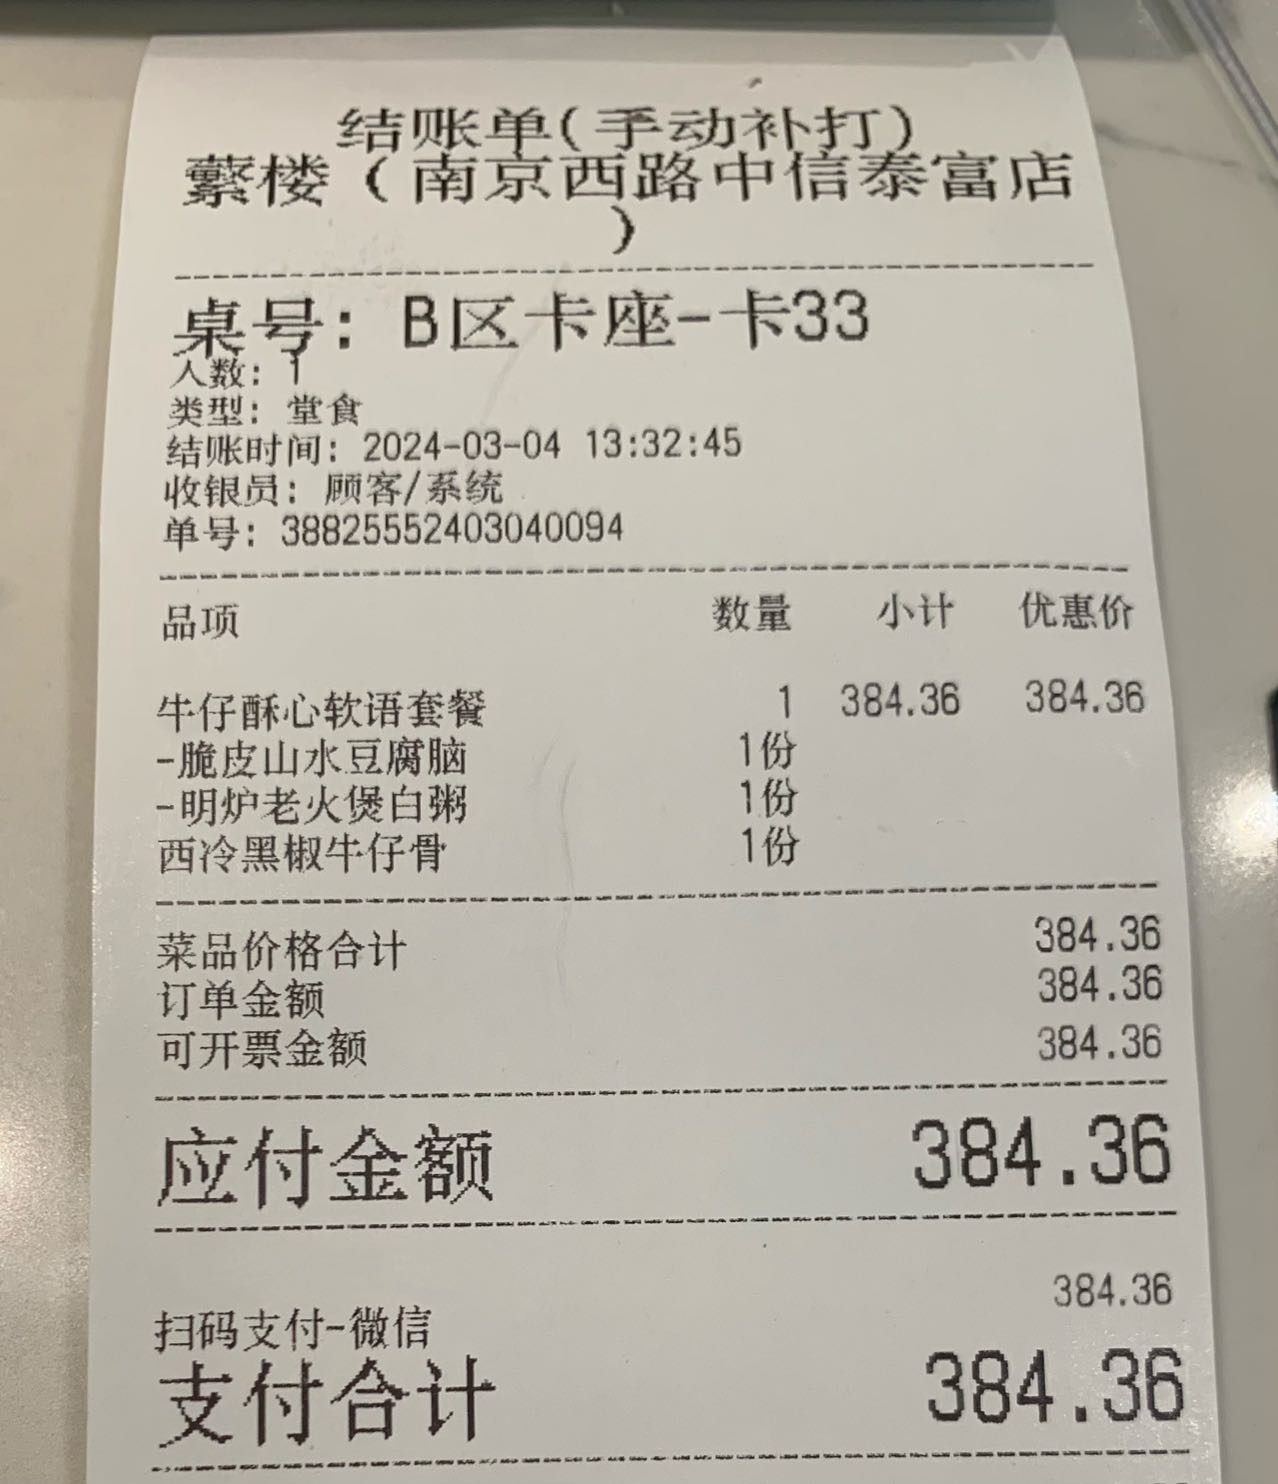 结账单(手动补打)
蘩楼（南京西路中信泰富店
）
桌号: B区卡座-卡33
人数: 1
类型: 堂食
结账时间: 2024-03-04 13:32:45
收银员: 顾客/系统
单号: 38825552403040094
品项 数量 小计 优惠价
牛仔酥心软语套餐 1 384.36 384.36
-脆皮山水豆腐脑 1份
-明炉老火煲白粥 1份
西冷黑椒牛仔骨 1份
菜品价格合计 384.36
订单金额 384.36
可开票金额 384.36
应付金额 384.36
扫码支付-微信 384.36
支付合计 384.36